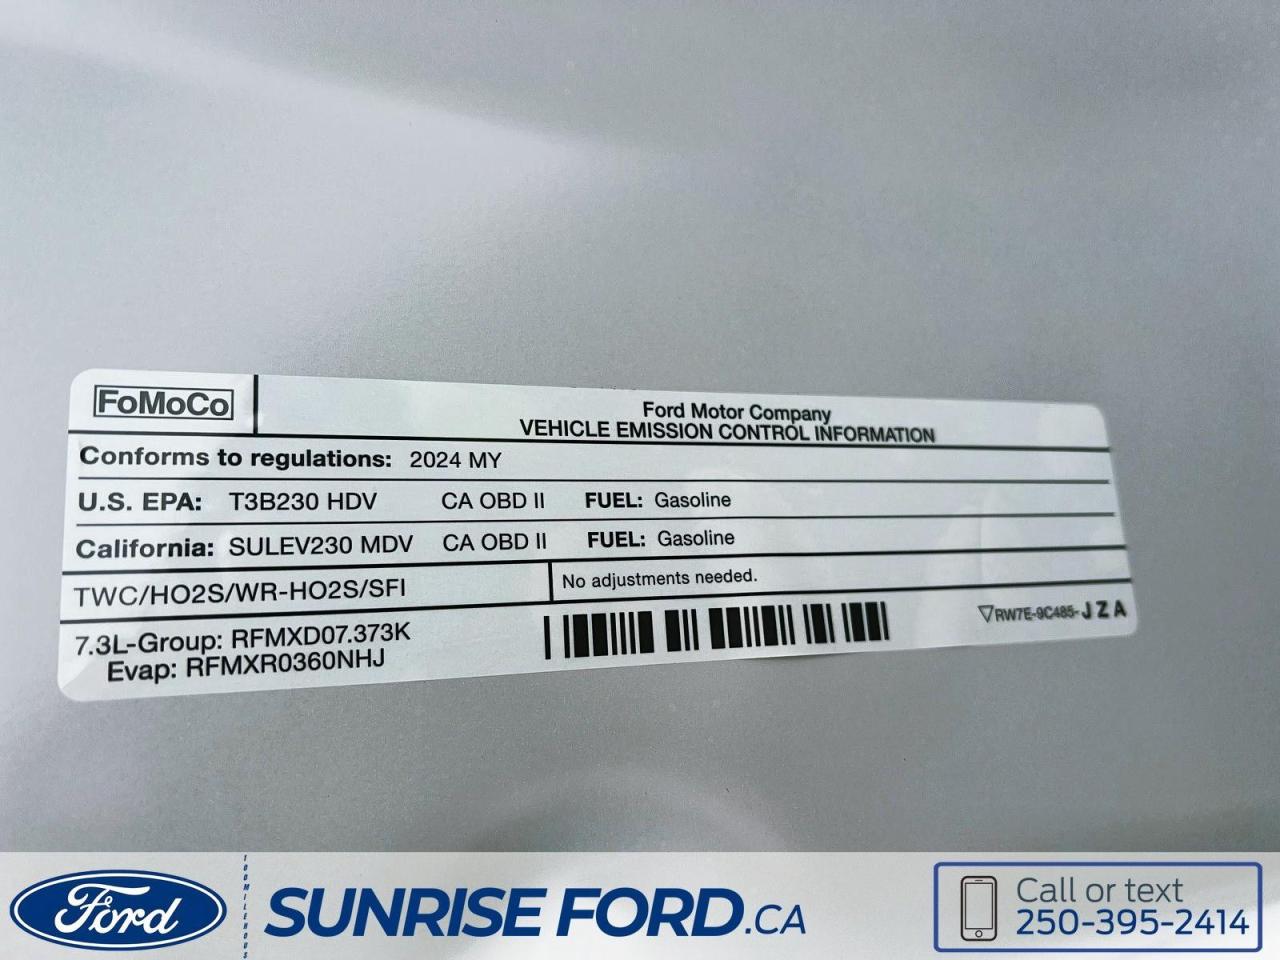 FoMoCo
Ford Motor Company
VEHICLE EMISSION CONTROL INFORMATION
Conforms to regulations: 2024 MY
U.S. EPA: T3B230 HDV CA OBD II FUEL: Gasoline
California: SULEV230 MDV CA OBD II FUEL: Gasoline
TWC/HO2S/WR-HO2S/SFI No adjustments needed.
7.3L-Group: RFMXD07.373K
Evap: RFMXR0360NHJ
RW7E-9C485-JZA
Ford
100MILEHOUS
SUNRISE FORD.CA
Call or text
250-395-2414